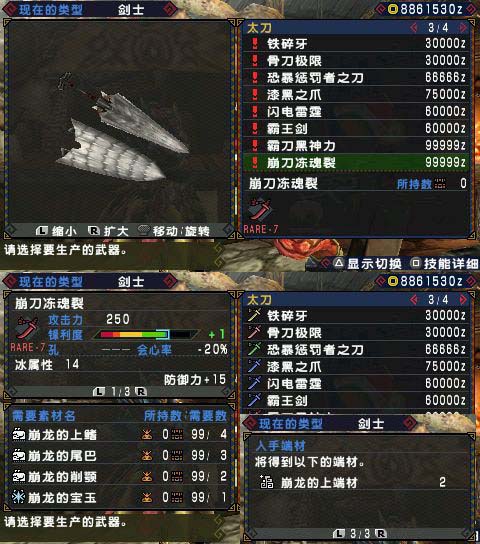 现在的类型 剑士
8861530z
太刀 3/4
铁碎牙 30000z
骨刀极限 30000z
恐暴惩罚者之刀 66666z
漆黑之爪 75000z
闪电雷霆 60000z
霸王剑 60000z
霸刀黑神力 99999z
崩刀冻魂裂 99999z
崩刀冻魂裂 所持数 0
RARE-7
L 缩小 R 扩大 移动/旋转
请选择要生产的武器。
△显示切换 □技能详细
现在的类型 剑士
8861530z
崩刀冻魂裂
RARE-7
攻击力 250
锋利度 +1
孔 会心率 -20%
冰属性 14
防御力+15
L 1/3 R
太刀 3/4
铁碎牙 30000z
骨刀极限 30000z
恐暴惩罚者之刀 66666z
漆黑之爪 75000z
闪电雷霆 60000z
霸王剑 60000z
需要素材名 所持数/需要数
崩龙的上鳍 0 99/ 4
崩龙的尾巴 0 99/ 3
崩龙的削颚 0 99/ 2
崩龙的宝玉 0 99/ 1
请选择要生产的武器。
现在的类型 剑士
入手端材
将得到以下的端材。
崩龙的上端材 2
L 3/3 R